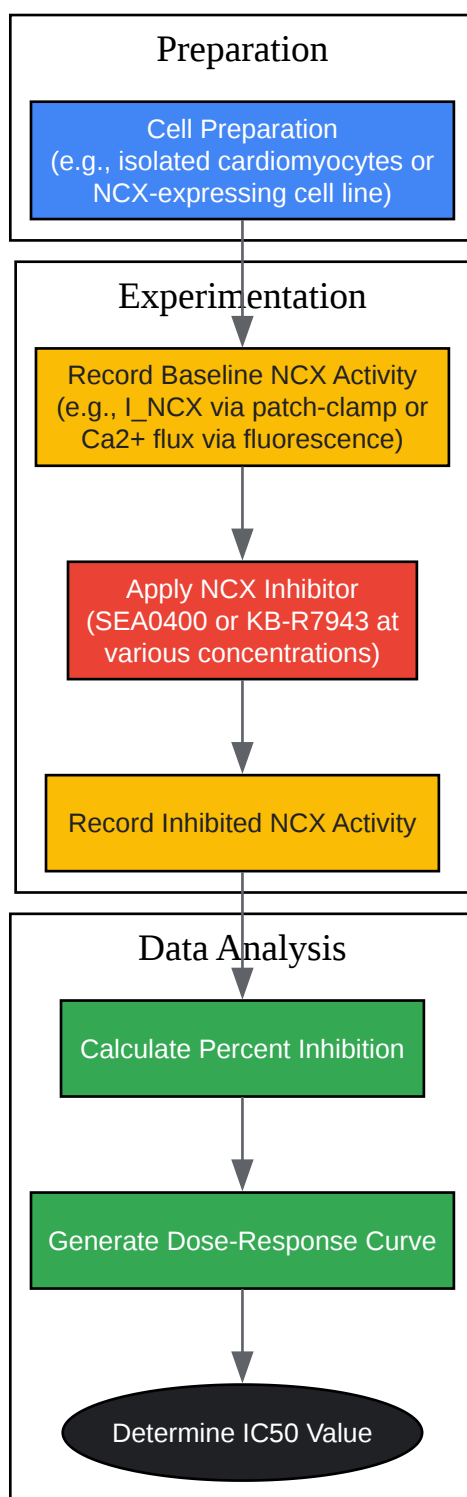 Preparation
Cell Preparation
(e.g., isolated cardiomyocytes or
NCX-expressing cell line)
Experimentation
Record Baseline NCX Activity
(e.g., I_NCX via patch-clamp or
Ca2+ flux via fluorescence)
Apply NCX Inhibitor
(SEA0400 or KB-R7943 at
various concentrations)
Record Inhibited NCX Activity
Data Analysis
Calculate Percent Inhibition
Generate Dose-Response Curve
Determine IC50 Value